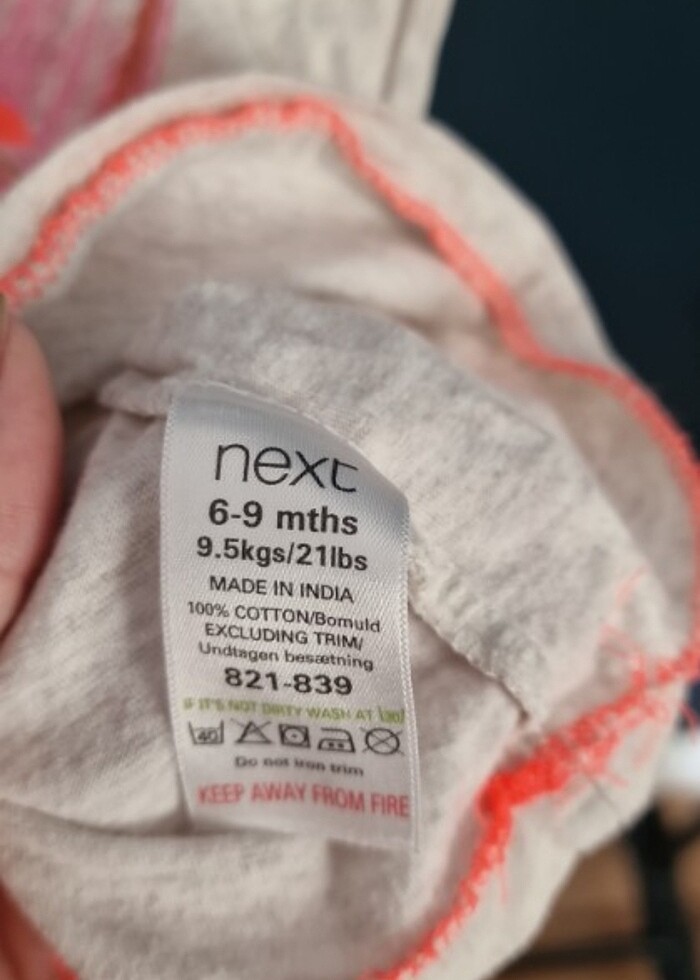 next
6-9 mths
9.5kgs/21lbs
MADE IN INDIA
100% COTTON/Bomuld
EXCLUDING TRIM/
Undtagen besætning
821-839
IF IT'S NOT DIRTY WASH AT 30
40
Do not iron trim
KEEP AWAY FROM FIRE